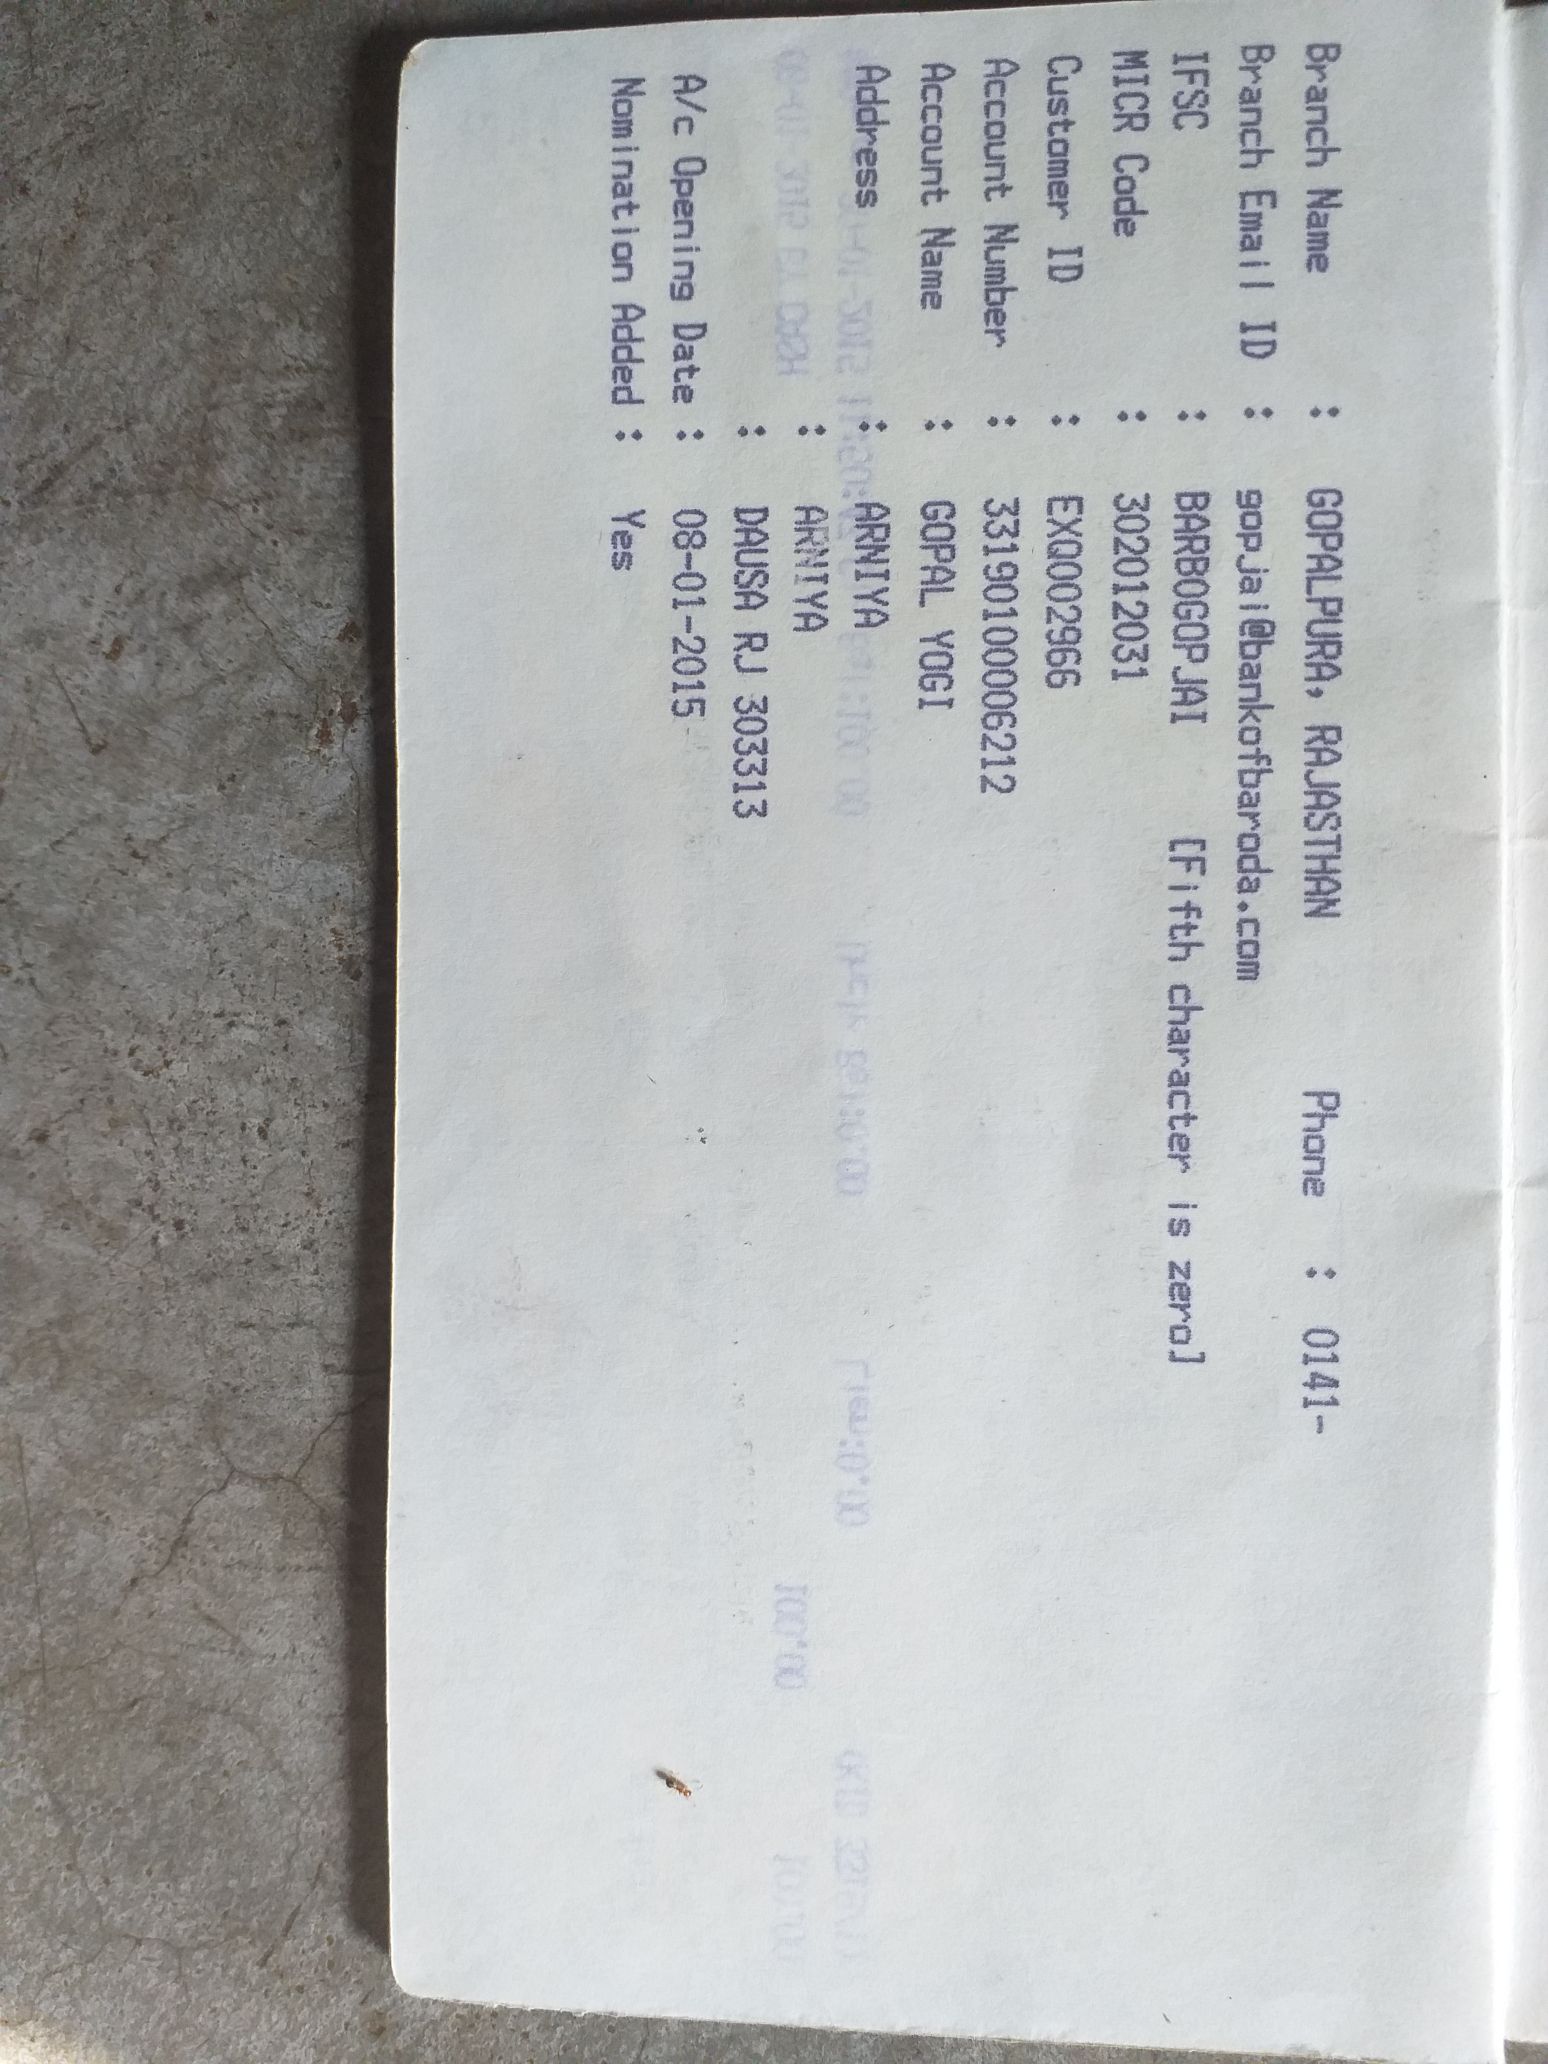 Branch Name : GOPALPURA, RAJASTHAN Phone : 0141-
Branch Email ID : gopjai@bankofbaroda.com
IFSC : BARB0GOPJAI [Fifth character is zero]
MICR Code : 302012031
Customer ID : EXQ002966
Account Number : 33190100006212
Account Name : GOPAL YOGI
Address : ARNIYA
: ARNIYA
: DAUSA RJ 303313
A/c Opening Date : 08-01-2015
Nomination Added : Yes